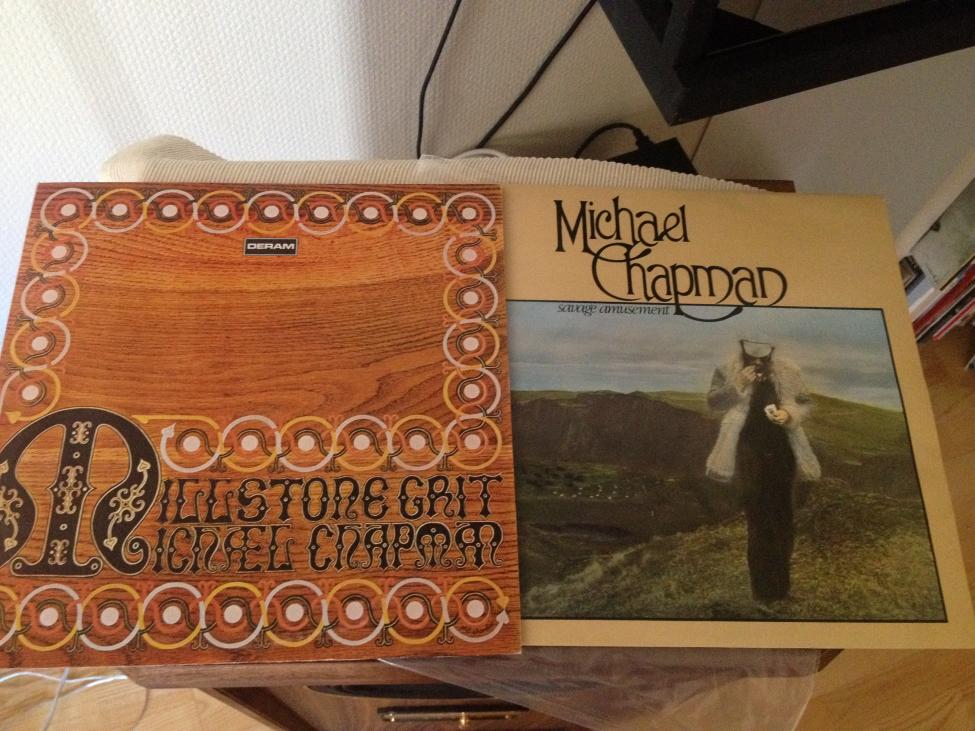 DERAM
MILLSTONE GRIT
MICHAEL CHAPMAN
Michael
Chapman
savage amusement